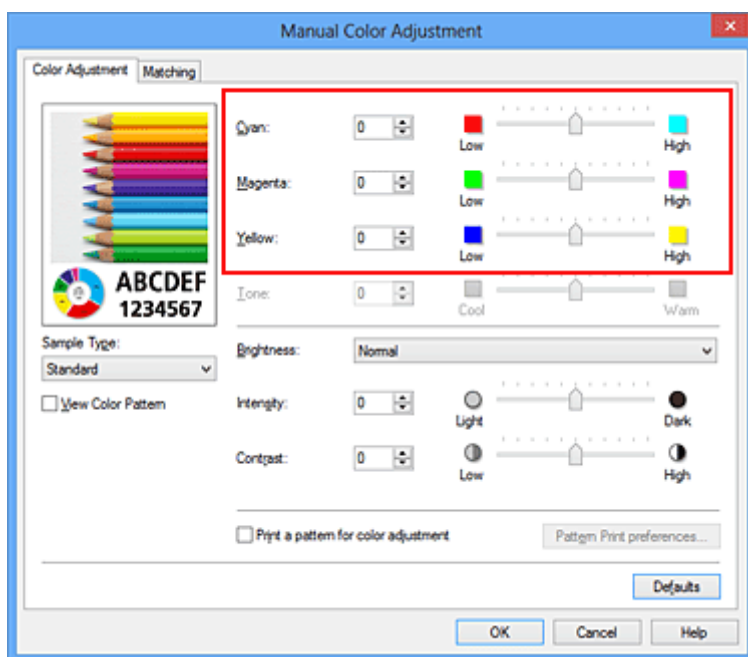 Manual Color Adjustment
Color Adjustment Matching
Cyan: 0 Low High
Magenta: 0 Low High
Yellow: 0 Low High
ABCDEF
1234567
Tone: 0 Cool Warm
Sample Type:
Standard
View Color Pattern
Brightness: Normal
Intensity: 0 Light Dark
Contrast: 0 Low High
Print a pattern for color adjustment Pattern Print preferences...
Defaults
OK Cancel Help